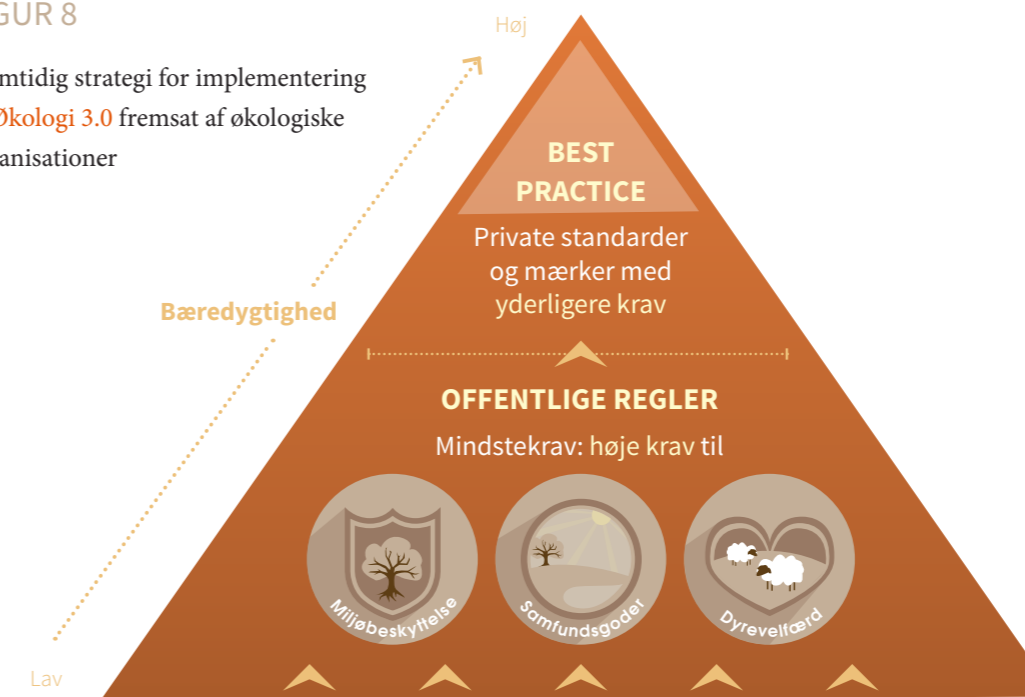 GUR 8
mtidig strategi for implementering
Økologi 3.0 fremsat af økologiske
anisationer
Høj
Bæredygtighed
Lav
BEST
PRACTICE
Private standarder
og mærker med
yderligere krav
OFFENTLIGE REGLER
Mindstekrav: høje krav til
Miljøbeskyttelse
Samfundsgoder
Dyrevelfærd